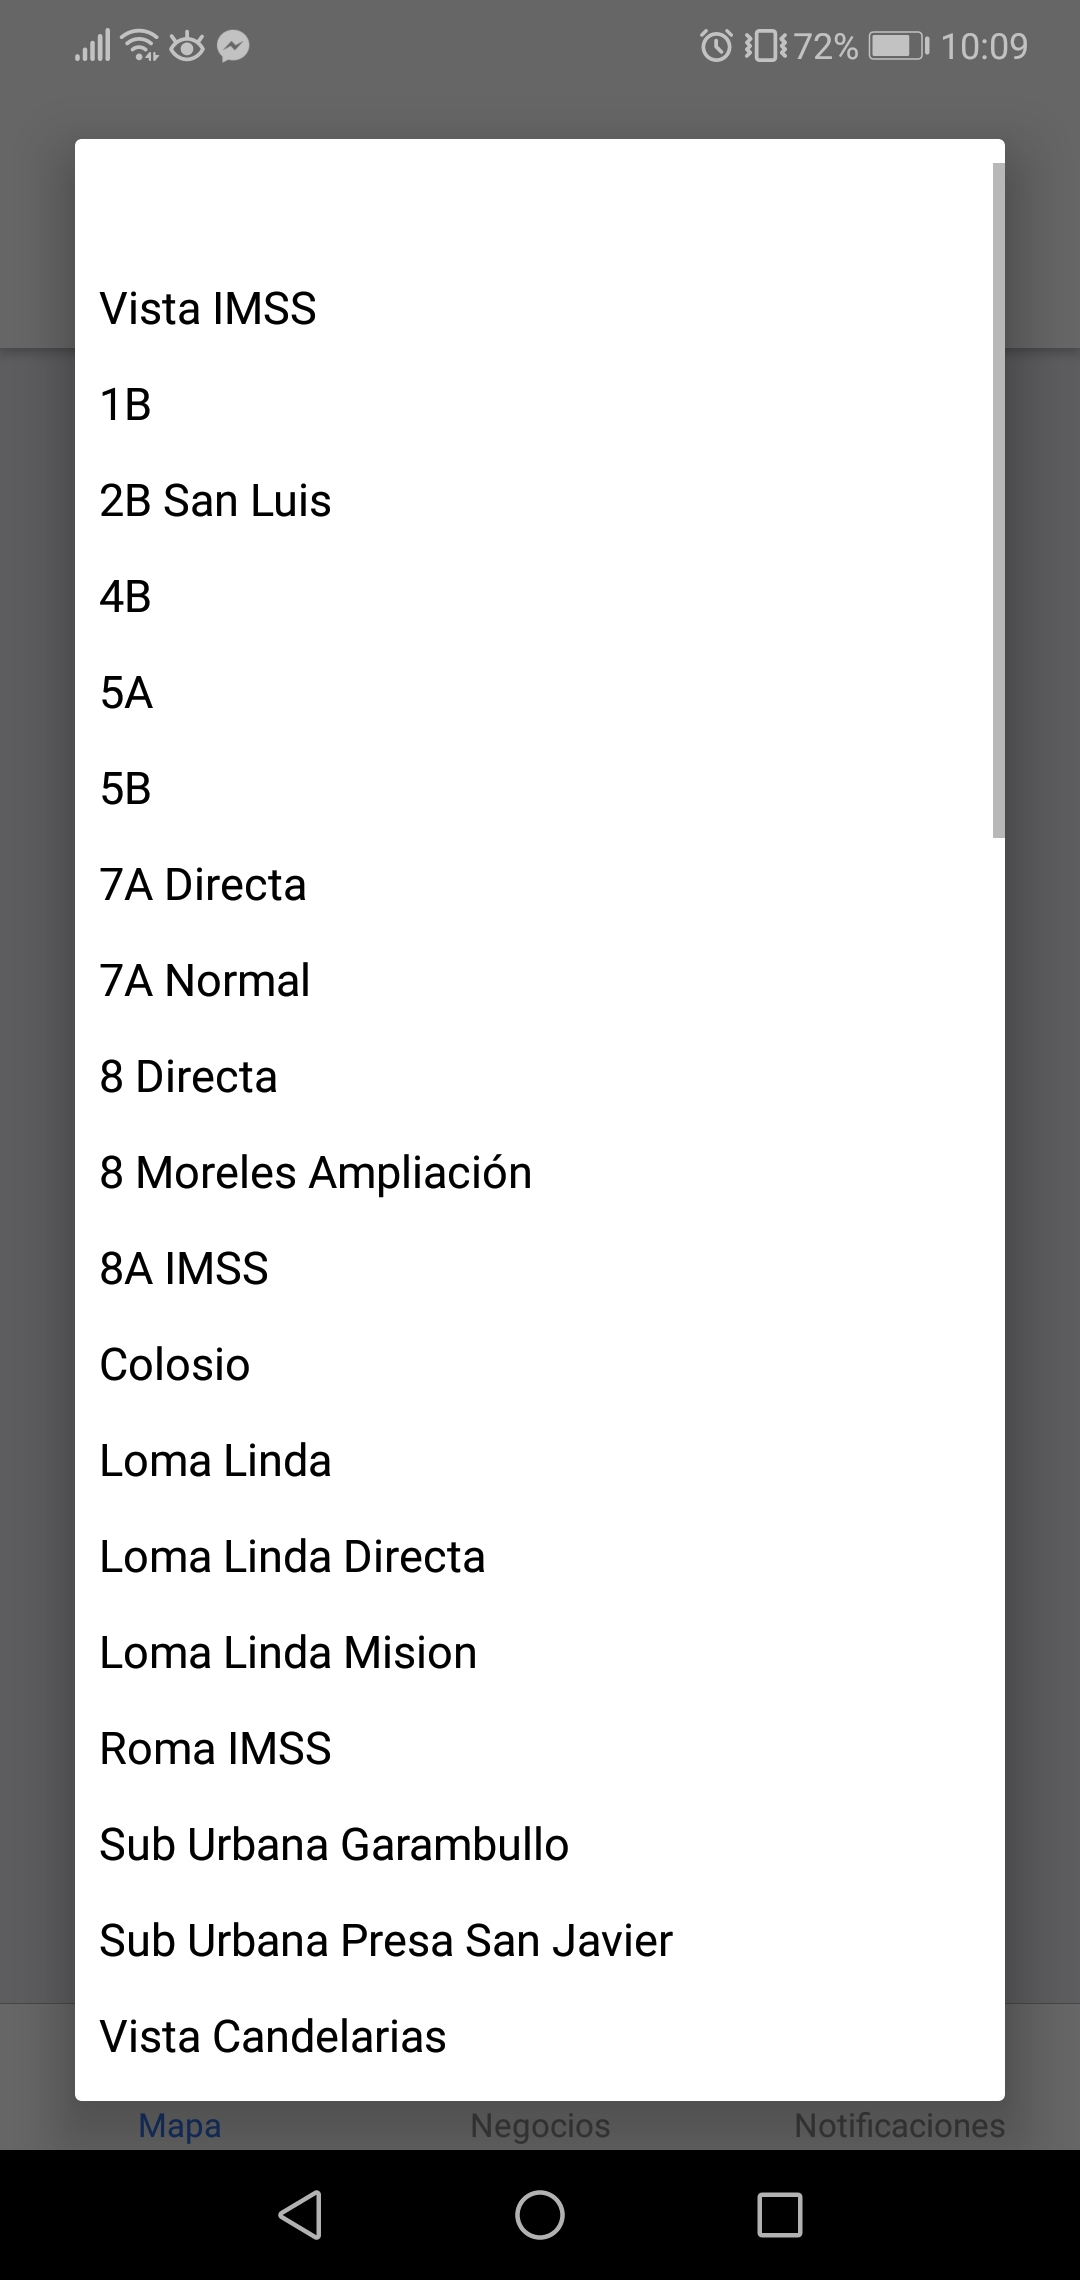 72% 10:09
Vista IMSS
1B
2B San Luis
4B
5A
5B
7A Directa
7A Normal
8 Directa
8 Moreles Ampliación
8A IMSS
Colosio
Loma Linda
Loma Linda Directa
Loma Linda Mision
Roma IMSS
Sub Urbana Garambullo
Sub Urbana Presa San Javier
Vista Candelarias
Mapa Negocios Notificaciones